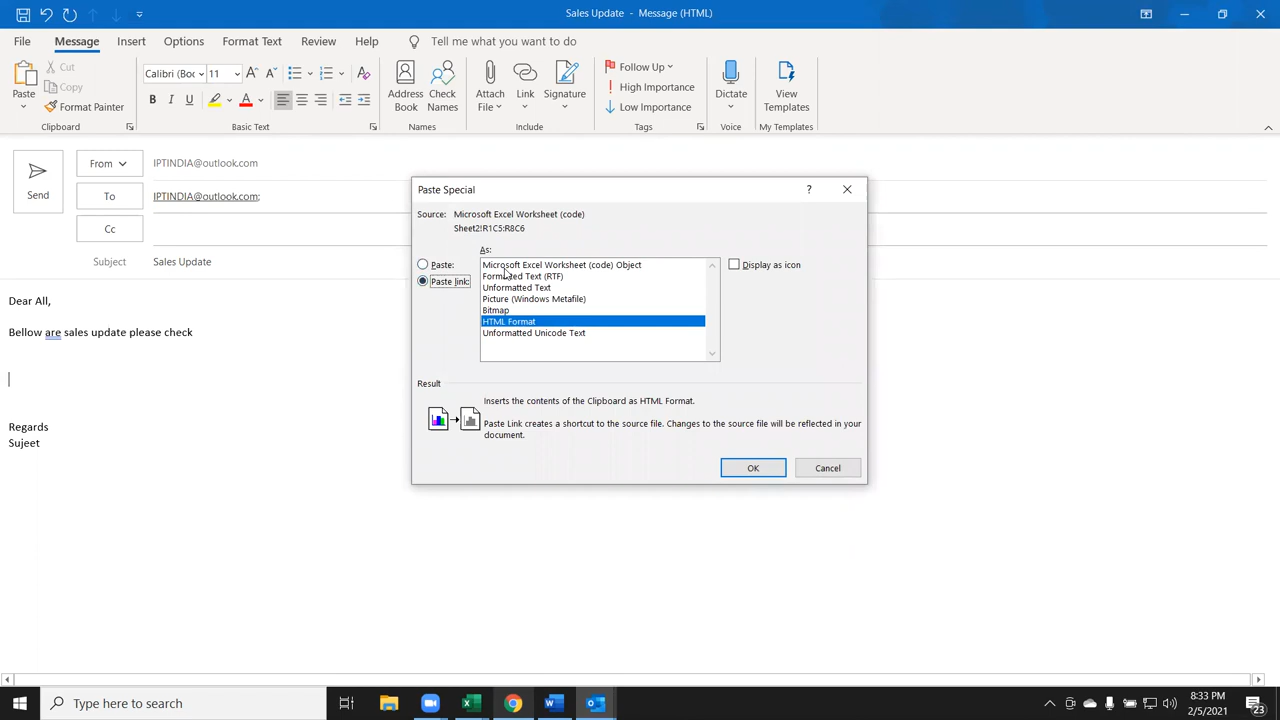 Sales Update - Message (HTML)
File Message Insert Options Format Text Review Help Tell me what you want to do
Paste
Cut
Copy
Format Painter
Clipboard
Calibri (Boc 11
Basic Text
Address Book
Check Names
Names
Attach File
Link
Signature
Include
Follow Up
High Importance
Low Importance
Tags
Dictate
Voice
View Templates
My Templates
Send
From IPTINDIA@outlook.com
To IPTINDIA@outlook.com;
Cc
Subject Sales Update
Dear All,
Bellow are sales update please check
Regards
Sujeet
Paste Special
Source: Microsoft Excel Worksheet (code)
Sheet2!R1C5:R8C6
As:
Paste:
Paste link:
Microsoft Excel Worksheet (code) Object
Formatted Text (RTF)
Unformatted Text
Picture (Windows Metafile)
Bitmap
HTML Format
Unformatted Unicode Text
Display as icon
Result
Inserts the contents of the Clipboard as HTML Format.
Paste Link creates a shortcut to the source file. Changes to the source file will be reflected in your
document.
OK Cancel
Type here to search
8:33 PM
2/5/2021
23